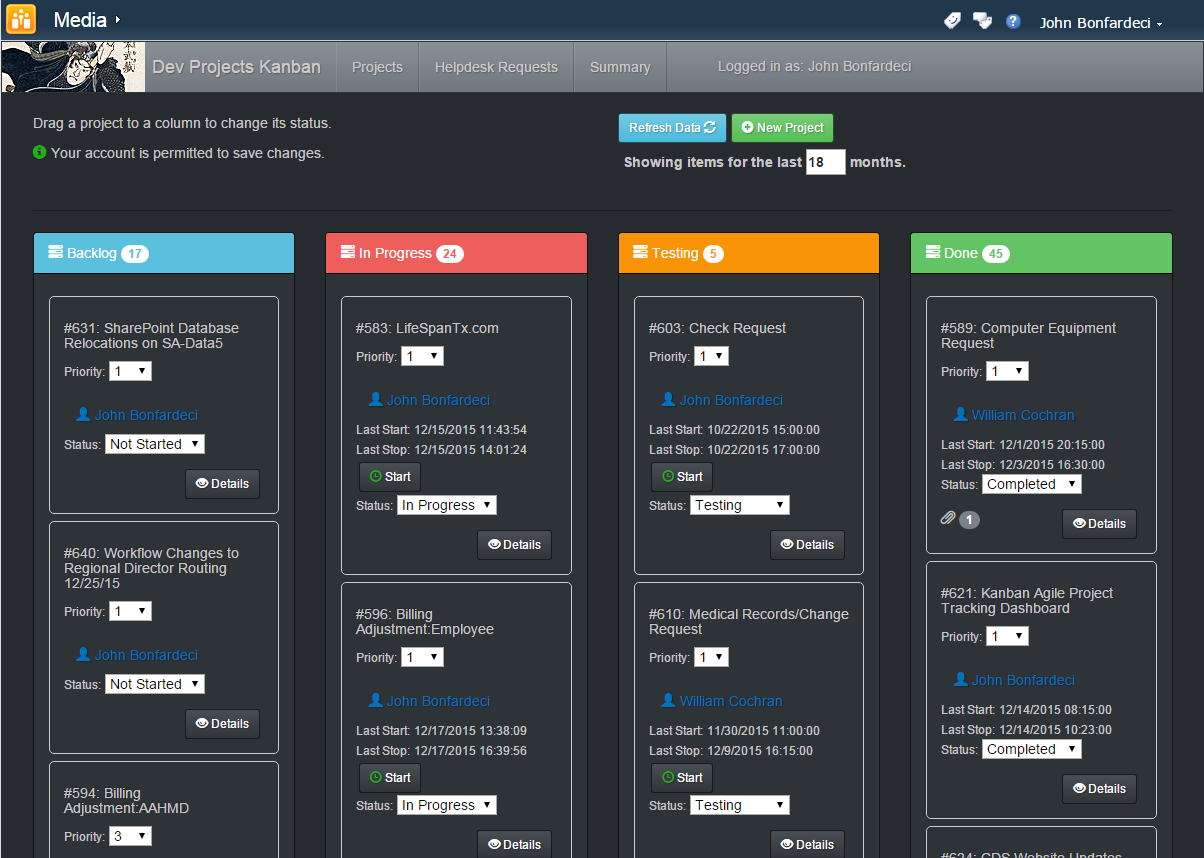 Media
John Bonfardeci
Dev Projects Kanban
Projects
Helpdesk Requests
Summary
Logged in as: John Bonfardeci
Drag a project to a column to change its status.
Your account is permitted to save changes.
Refresh Data
New Project
Showing items for the last 18 months.
Backlog 17
#631: SharePoint Database
Relocations on SA-Data5
Priority: 1
John Bonfardeci
Status: Not Started
Details
#640: Workflow Changes to
Regional Director Routing
12/25/15
Priority: 1
John Bonfardeci
Status: Not Started
Details
#594: Billing
Adjustment:AAHMD
Priority: 3
In Progress 24
#583: LifeSpanTx.com
Priority: 1
John Bonfardeci
Last Start: 12/15/2015 11:43:54
Last Stop: 12/15/2015 14:01:24
Start
Status: In Progress
Details
#596: Billing
Adjustment:Employee
Priority: 1
John Bonfardeci
Last Start: 12/17/2015 13:38:09
Last Stop: 12/17/2015 16:39:56
Start
Status: In Progress
Details
Testing 5
#603: Check Request
Priority: 1
John Bonfardeci
Last Start: 10/22/2015 15:00:00
Last Stop: 10/22/2015 17:00:00
Start
Status: Testing
Details
#610: Medical Records/Change
Request
Priority: 1
William Cochran
Last Start: 11/30/2015 11:00:00
Last Stop: 12/9/2015 16:15:00
Start
Status: Testing
Details
Done 45
#589: Computer Equipment
Request
Priority: 1
William Cochran
Last Start: 12/1/2015 20:15:00
Last Stop: 12/3/2015 16:30:00
Status: Completed
1
Details
#621: Kanban Agile Project
Tracking Dashboard
Priority: 1
John Bonfardeci
Last Start: 12/14/2015 08:15:00
Last Stop: 12/14/2015 10:23:00
Status: Completed
Details
#624: CDS Website Updates